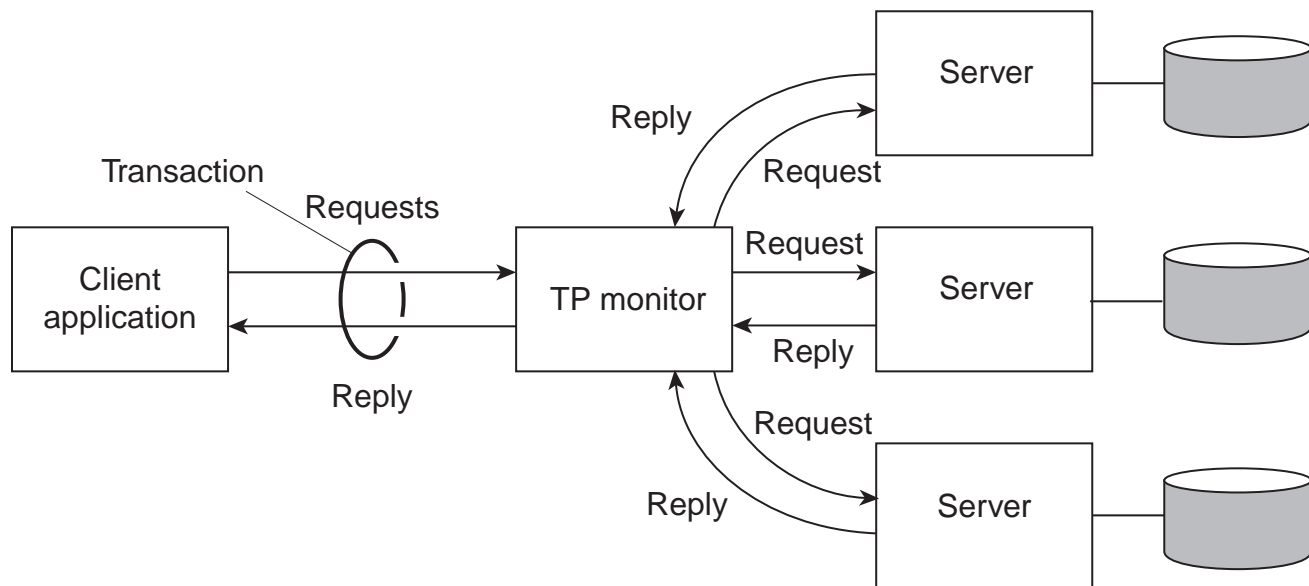 Server
Reply
Request
Transaction
Requests
Client
application
TP monitor
Request
Server
Reply
Reply
Request
Server
Reply